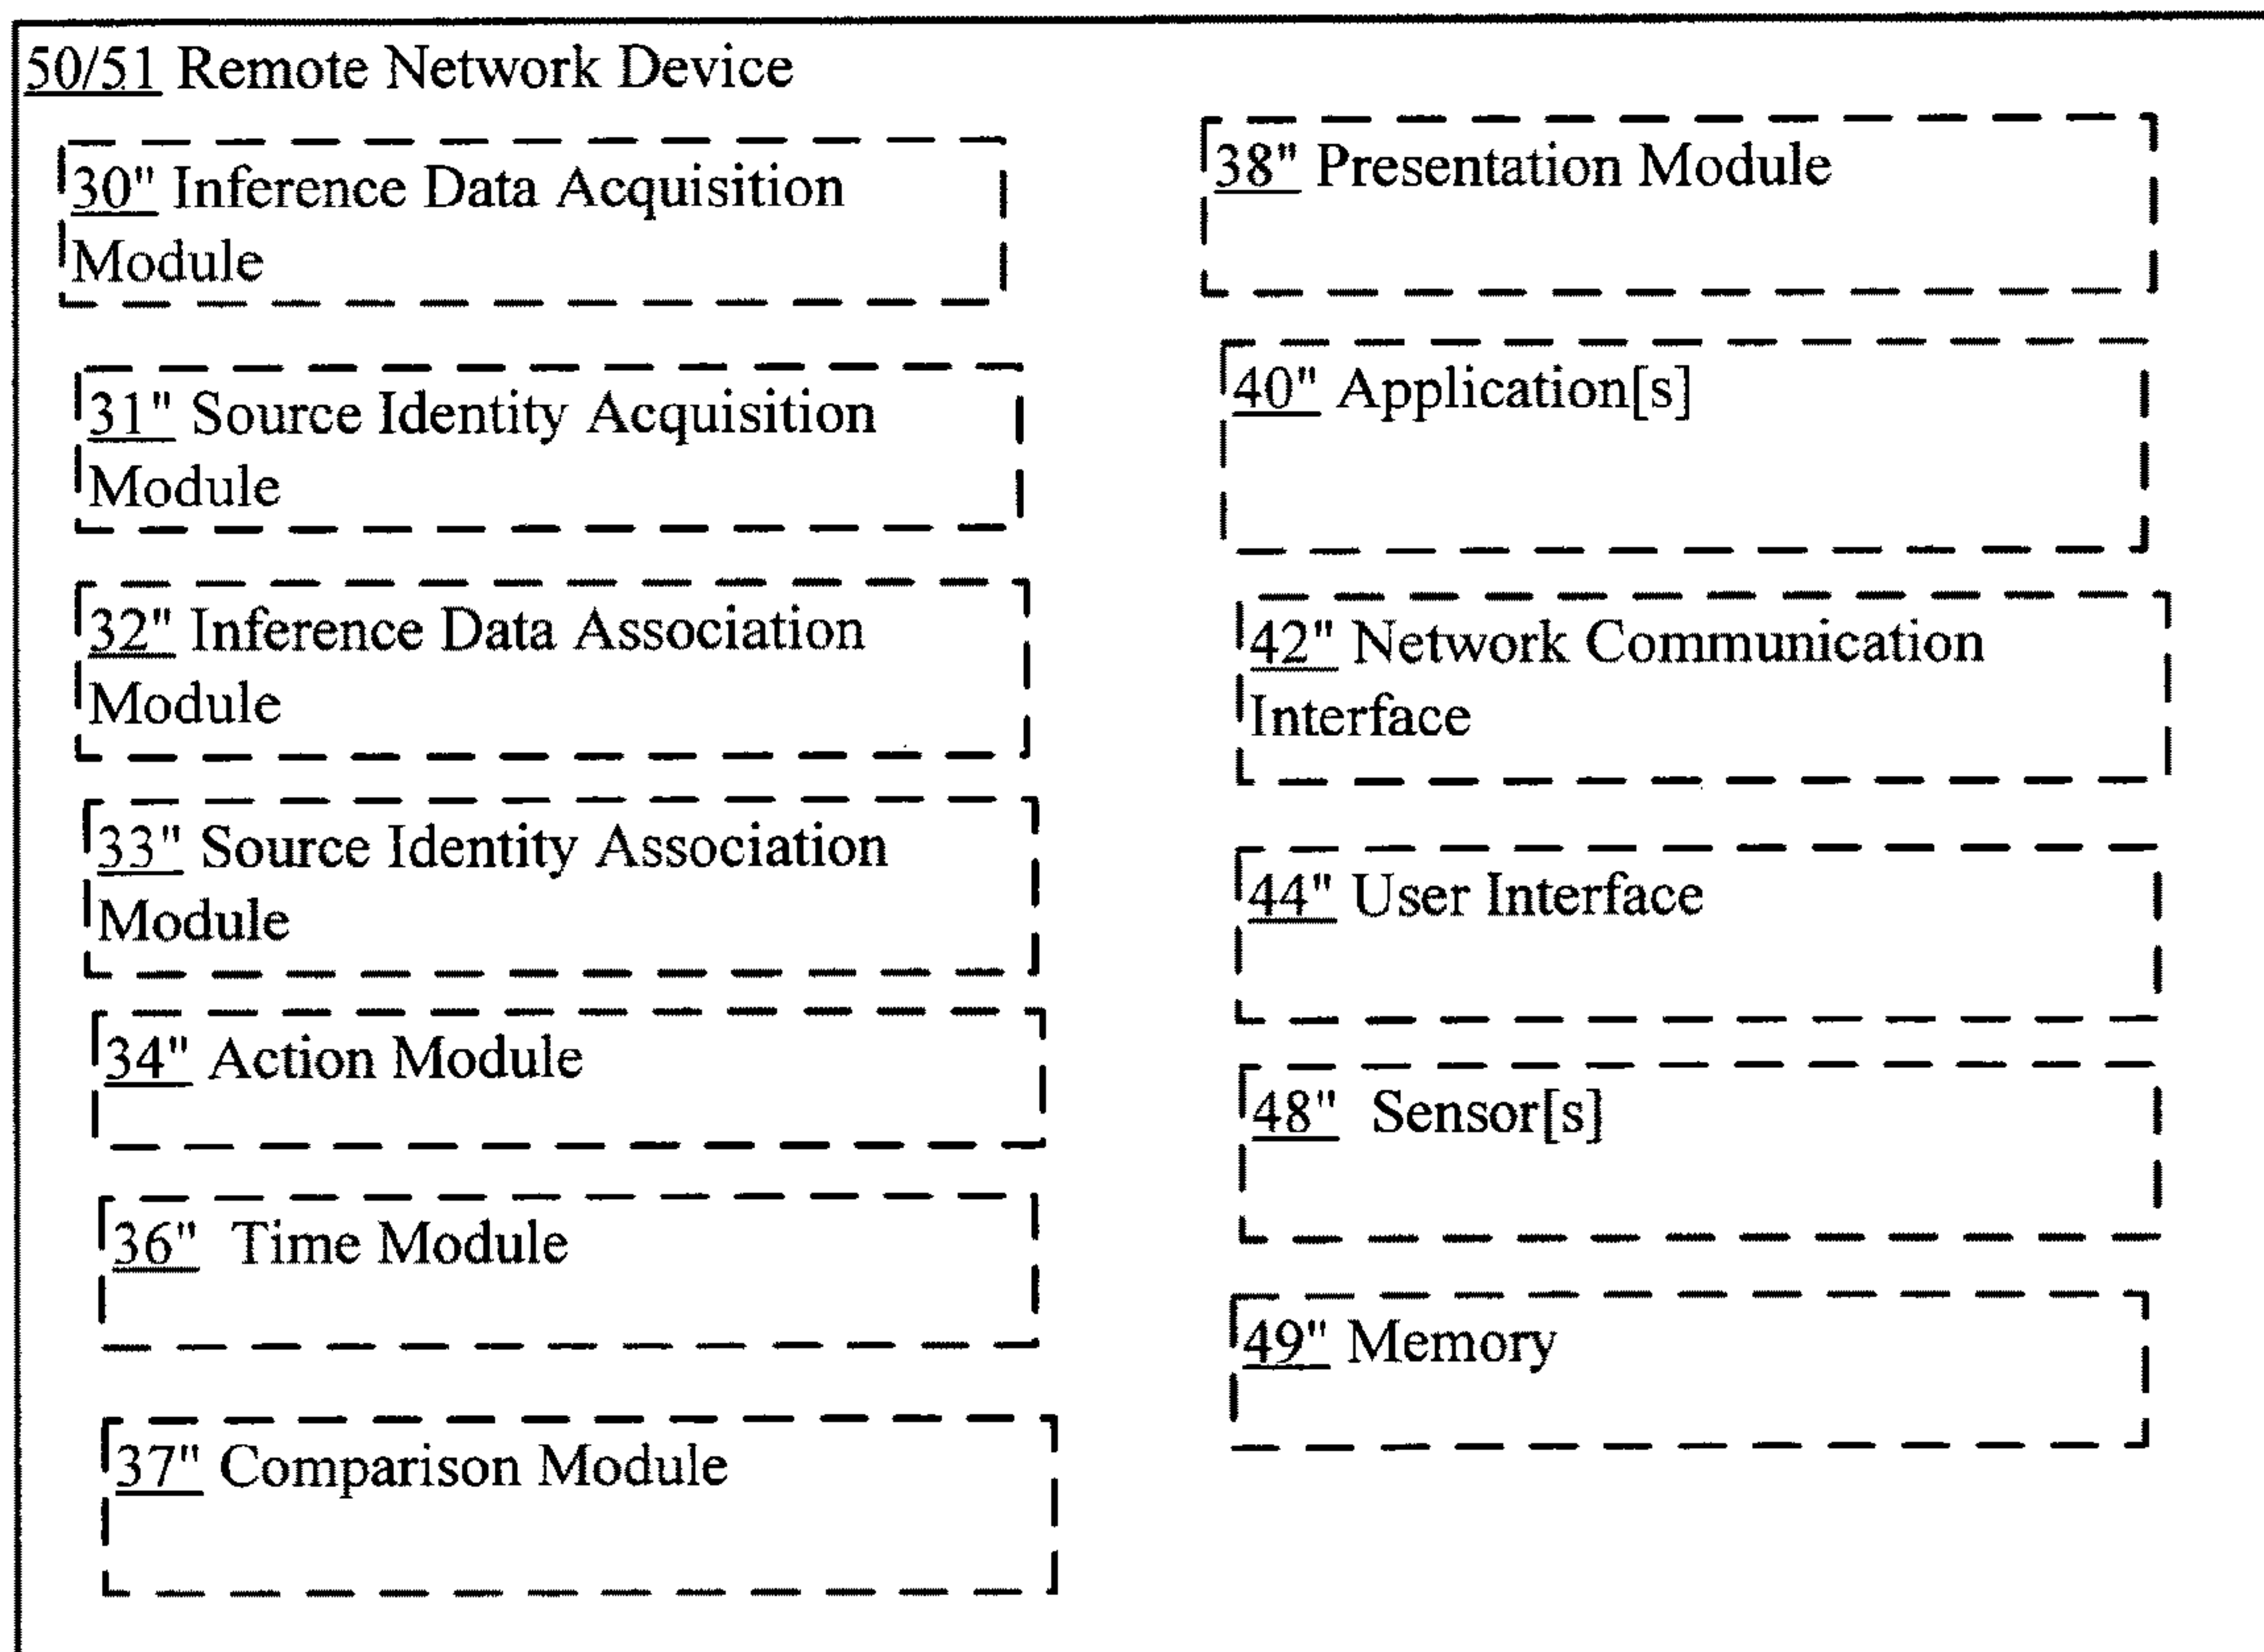 50/51 Remote Network Device
30" Inference Data Acquisition
Module
31" Source Identity Acquisition
Module
32" Inference Data Association
Module
33" Source Identity Association
Module
34" Action Module
36" Time Module
37" Comparison Module
38" Presentation Module
40" Application[s]
42" Network Communication
Interface
44" User Interface
48" Sensor[s]
49" Memory